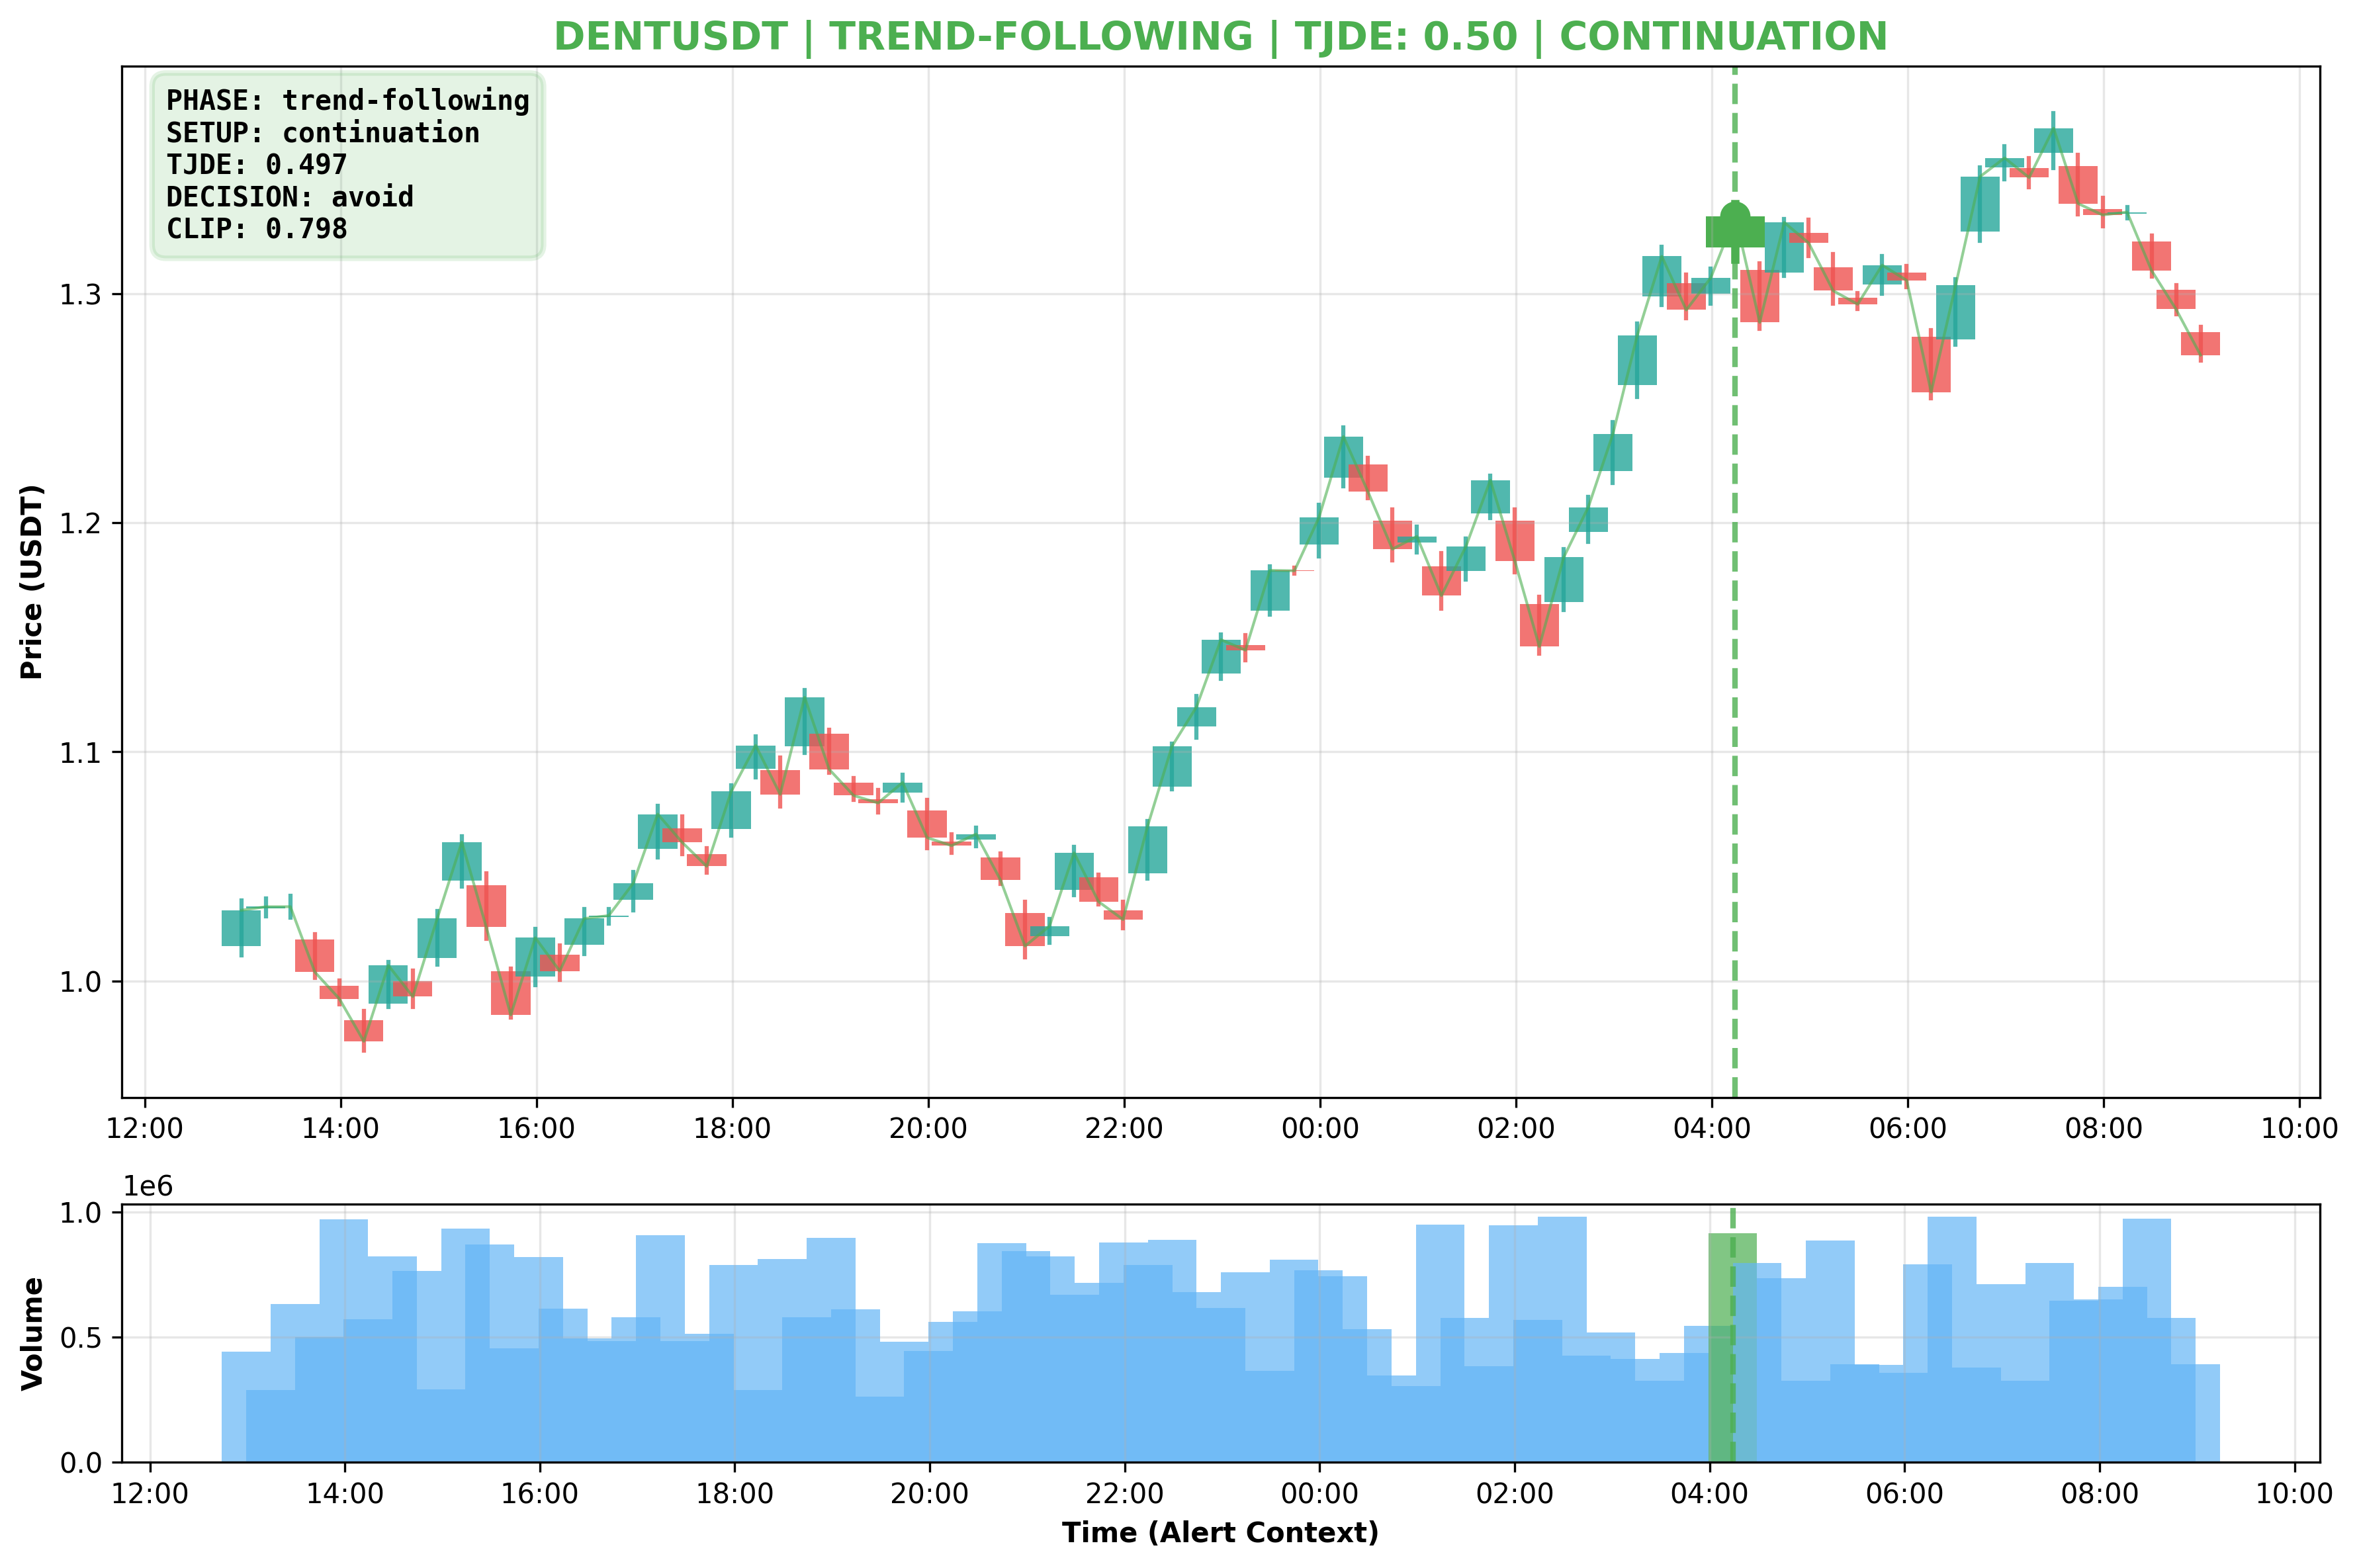 DENTUSDT | TREND-FOLLOWING | TJDE: 0.50 | CONTINUATION
PHASE: trend-following
SETUP: continuation
TJDE: 0.497
DECISION: avoid
CLIP: 0.798
Price (USDT)
1.3
1.2
1.1
1.0
12:00 14:00 16:00 18:00 20:00 22:00 00:00 02:00 04:00 06:00 08:00 10:00
1e6
Volume
1.0
0.5
0.0
12:00 14:00 16:00 18:00 20:00 22:00 00:00 02:00 04:00 06:00 08:00 10:00
Time (Alert Context)